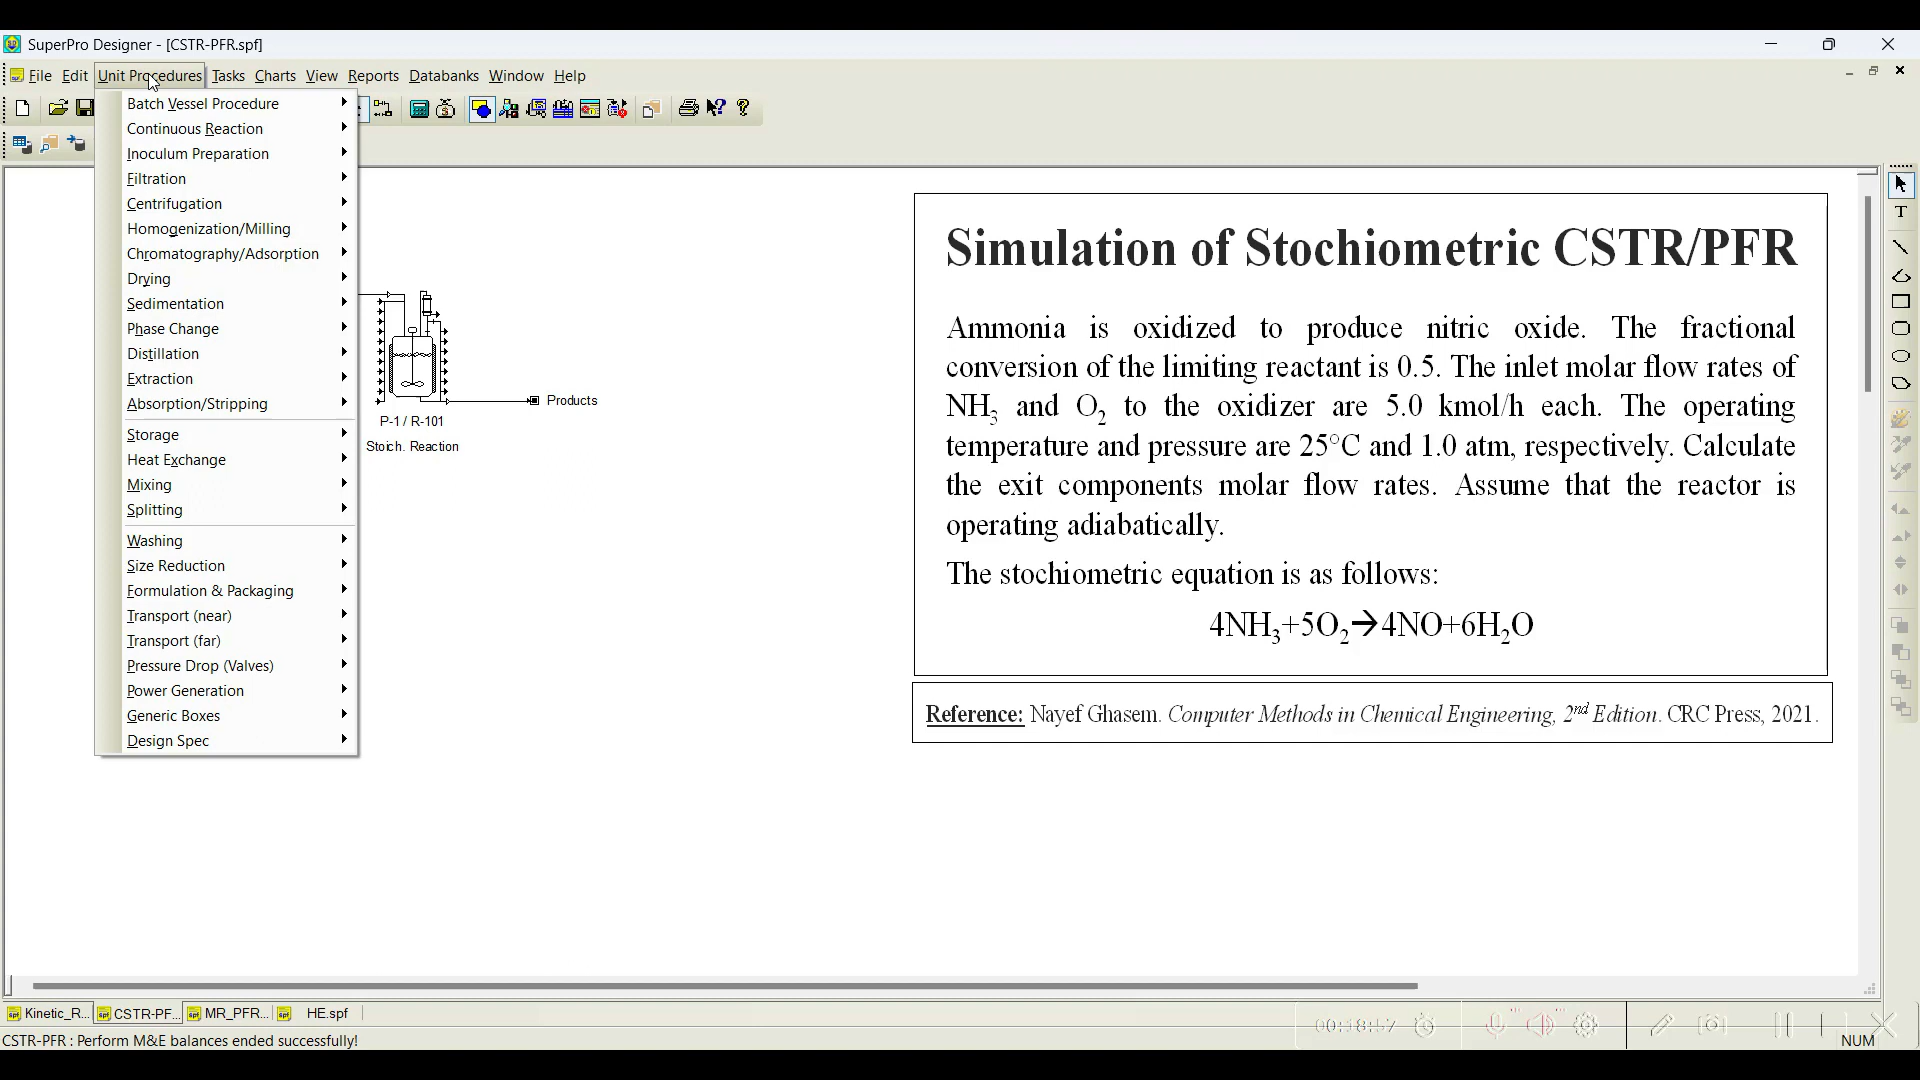 SuperPro Designer - [CSTR-PFR.spf]
File Edit Unit Procedures Tasks Charts View Reports Databanks Window Help
Batch Vessel Procedure
Continuous Reaction
Inoculum Preparation
Filtration
Centrifugation
Homogenization/Milling
Chromatography/Adsorption
Drying
Sedimentation
Phase Change
Distillation
Extraction
Absorption/Stripping
Storage
Heat Exchange
Mixing
Splitting
Washing
Size Reduction
Formulation & Packaging
Transport (near)
Transport (far)
Pressure Drop (Valves)
Power Generation
Generic Boxes
Design Spec
Products
P-1 / R-101
Stoich. Reaction
Simulation of Stochiometric CSTR/PFR
Ammonia is oxidized to produce nitric oxide. The fractional
conversion of the limiting reactant is 0.5. The inlet molar flow rates of
NH3 and O2 to the oxidizer are 5.0 kmol/h each. The operating
temperature and pressure are 25°C and 1.0 atm, respectively. Calculate
the exit components molar flow rates. Assume that the reactor is
operating adiabatically.
The stochiometric equation is as follows:
4NH3+5O2→4NO+6H2O
Reference: Nayef Ghasem. Computer Methods in Chemical Engineering, 2nd Edition. CRC Press, 2021.
T
Kinetic_R... CSTR-PF... MR_PFR... HE.spf
00:18:57
CSTR-PFR : Perform M&E balances ended successfully!
NUM